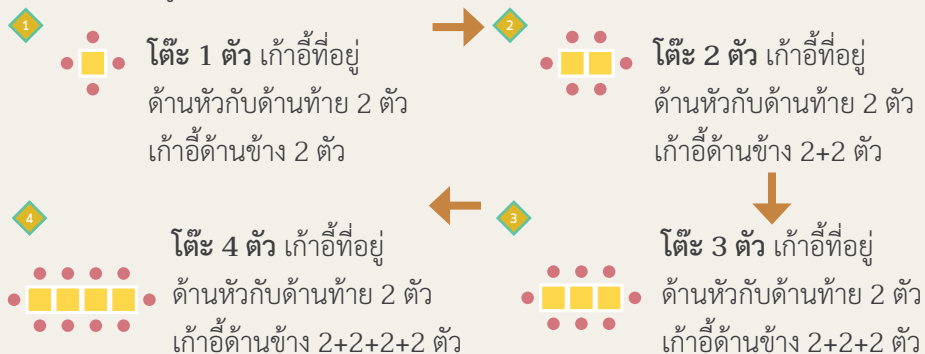 1
โต๊ะ 1 ตัว เก้าอี้ที่อยู่
ด้านหัวกับด้านท้าย 2 ตัว
เก้าอี้ด้านข้าง 2 ตัว
2
โต๊ะ 2 ตัว เก้าอี้ที่อยู่
ด้านหัวกับด้านท้าย 2 ตัว
เก้าอี้ด้านข้าง 2+2 ตัว
3
โต๊ะ 3 ตัว เก้าอี้ที่อยู่
ด้านหัวกับด้านท้าย 2 ตัว
เก้าอี้ด้านข้าง 2+2+2 ตัว
4
โต๊ะ 4 ตัว เก้าอี้ที่อยู่
ด้านหัวกับด้านท้าย 2 ตัว
เก้าอี้ด้านข้าง 2+2+2+2 ตัว